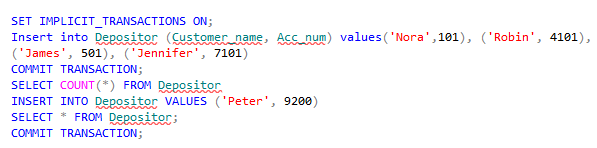 SET IMPLICIT_TRANSACTIONS ON;
Insert into Depositor (Customer_name, Acc_num) values('Nora',101), ('Robin', 4101),
('James', 501), ('Jennifer', 7101)
COMMIT TRANSACTION;
SELECT COUNT(*) FROM Depositor
INSERT INTO Depositor VALUES ('Peter', 9200)
SELECT * FROM Depositor;
COMMIT TRANSACTION;